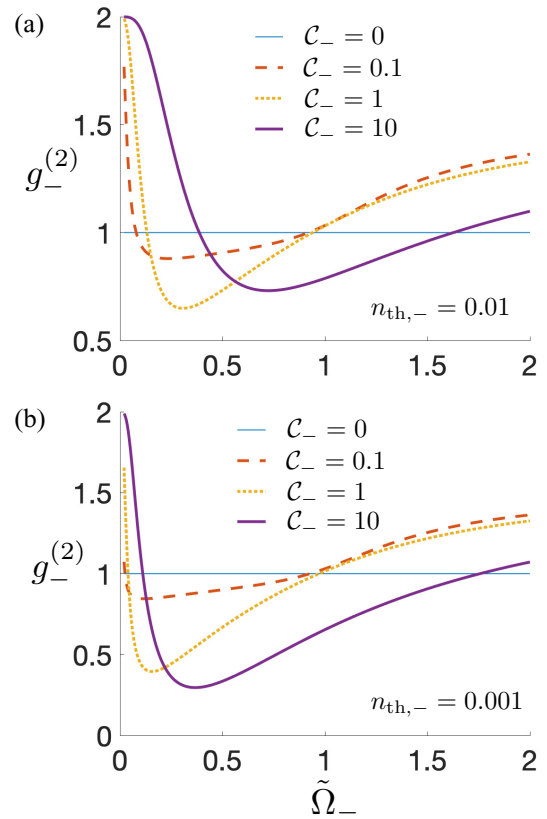 (a)
2
1.5
1
0.5
g₋⁽²⁾
𝒞₋ = 0
𝒞₋ = 0.1
𝒞₋ = 1
𝒞₋ = 10
n_th,₋ = 0.01
0 0.5 1 1.5 2
(b)
2
1.5
1
0.5
0
g₋⁽²⁾
𝒞₋ = 0
𝒞₋ = 0.1
𝒞₋ = 1
𝒞₋ = 10
n_th,₋ = 0.001
0 0.5 1 1.5 2
Ω̃₋